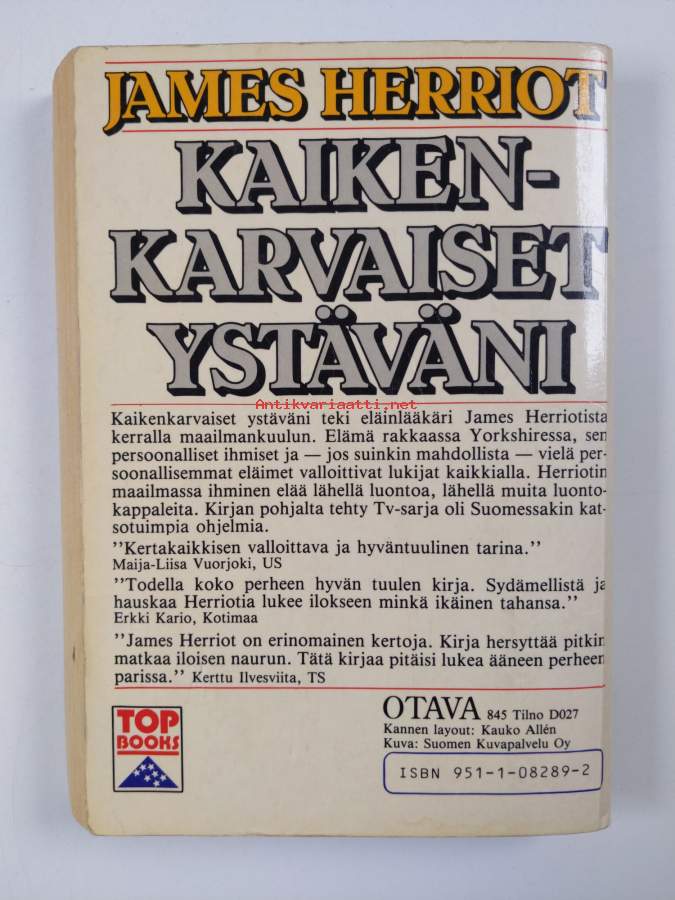 JAMES HERRIOT
KAIKEN-
KARVAISET
YSTÄVÄNI
Antikvariaatti.net
Kaikenkarvaiset ystäväni teki eläinlääkäri James Herriotista
kerralla maailmankuulun. Elämä rakkaassa Yorkshiressa, sen
persoonalliset ihmiset ja — jos suinkin mahdollista — vielä per-
soonallisemmat eläimet valloittivat lukijat kaikkialla. Herriotin
maailmassa ihminen elää lähellä luontoa, lähellä muita luonto-
kappaleita. Kirjan pohjalta tehty Tv-sarja oli Suomessakin kat-
sotuimpia ohjelmia.
''Kertakaikkisen valloittava ja hyväntuulinen tarina.''
Maija-Liisa Vuorjoki, US
''Todella koko perheen hyvän tuulen kirja. Sydämellistä ja
hauskaa Herriotia lukee ilokseen minkä ikäinen tahansa.''
Erkki Kario, Kotimaa
''James Herriot on erinomainen kertoja. Kirja hersyttää pitkin
matkaa iloisen naurun. Tätä kirjaa pitäisi lukea ääneen perheen
parissa.'' Kerttu Ilvesviita, TS
TOP
BOOKS
OTAVA 845 Tilno D027
Kannen layout: Kauko Allén
Kuva: Suomen Kuvapalvelu Oy
ISBN 951-1-08289-2